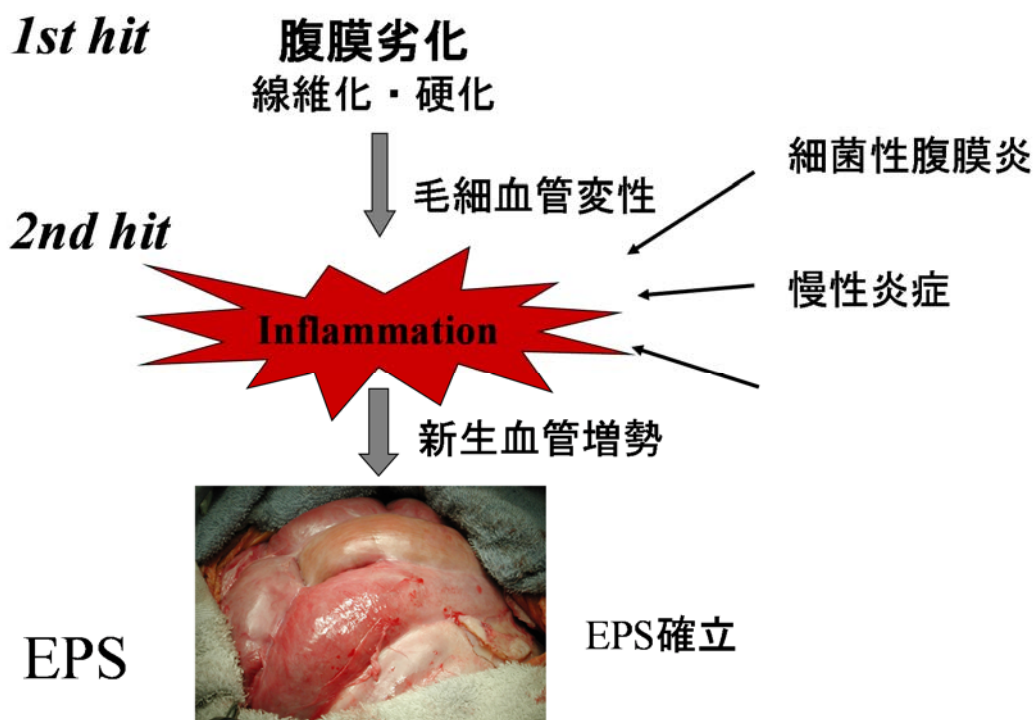 1st hit
腹膜劣化
線維化・硬化
細菌性腹膜炎
毛細血管変性
2nd hit
慢性炎症
Inflammation
新生血管増勢
EPS
EPS確立